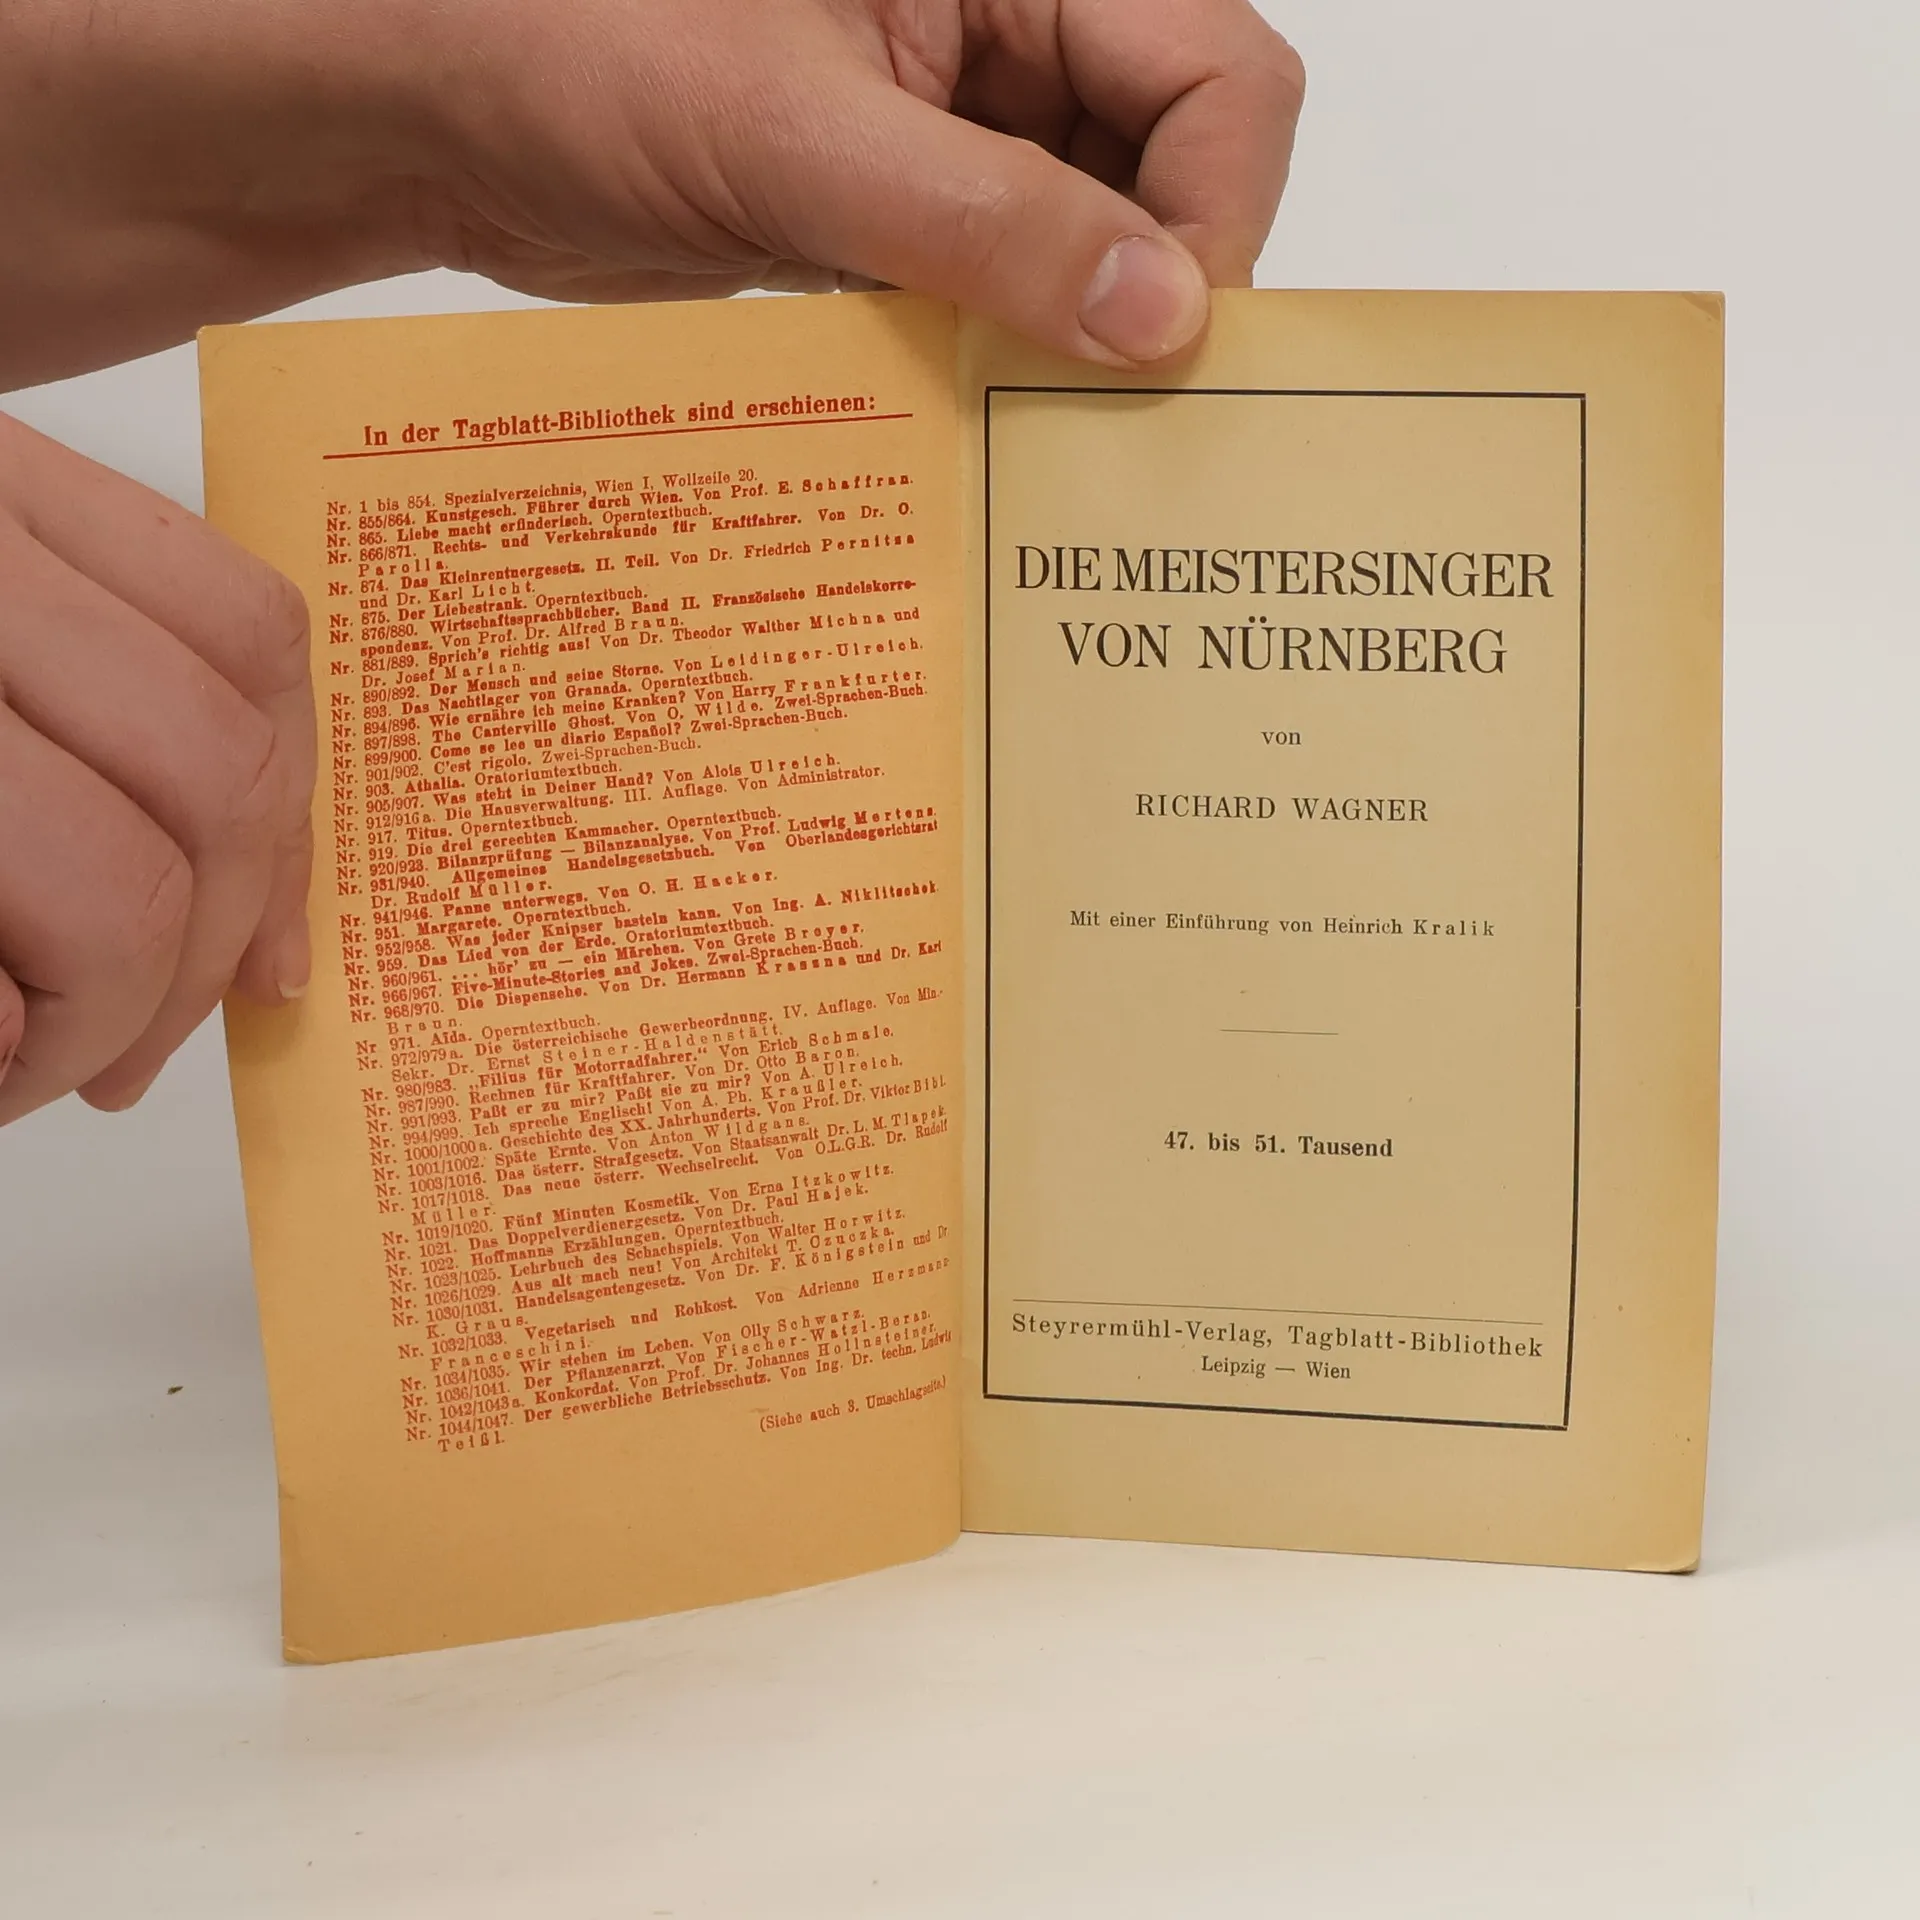 In der Tagblatt-Bibliothek sind erschienen:
Nr. 1 bis 854. Spezialverzeichnis, Wien I, Wollzeile 20.
Nr. 855/864. Kunstgesch. Führer durch Wien. Von Prof. E. Schaffran.
Nr. 865. Liebe macht erfinderisch. Operntextbuch.
Nr. 866/871. Rechts- und Verkehrskunde für Kraftfahrer. Von Dr. O.
Parolla.
Nr. 874. Das Kleinrentnergesetz. II. Teil. Von Dr. Friedrich Pernitsa
und Dr. Karl Licht.
Nr. 875. Der Liebestrank. Operntextbuch.
Nr. 876/880. Wirtschaftssprachbücher. Band II. Französische Handelskorre-
spondenz. Von Prof. Dr. Alfred Braun.
Nr. 881/889. Sprich's richtig aus! Von Dr. Theodor Walther Michna und
Dr. Josef Marian.
Nr. 890/892. Der Mensch und seine Sterne. Von Leidinger-Ulreich.
Nr. 893. Das Nachtlager von Granada. Operntextbuch.
Nr. 894/896. Wie ernähre ich meine Kranken? Von Harry Frankfurter.
Nr. 897/898. The Canterville Ghost. Von O. Wilde. Zwei-Sprachen-Buch.
Nr. 899/900. Come se lee un diario Español? Zwei-Sprachen-Buch.
Nr. 901/902. C'est rigolo. Zwei-Sprachen-Buch.
Nr. 903. Athalia. Oratoriumtextbuch.
Nr. 905/907. Was steht in Deiner Hand? Von Alois Ulreich.
Nr. 912/916a. Die Hausverwaltung. III. Auflage. Von Administrator.
Nr. 917. Titus. Operntextbuch.
Nr. 919. Die drei gerechten Kammacher. Operntextbuch.
Nr. 920/923. Bilanzprüfung — Bilanzanalyse. Von Prof. Ludwig Mertens.
Nr. 931/940. Allgemeines Handelsgesetzbuch. Von Oberlandesgerichtsrat
Dr. Rudolf Müller.
Nr. 941/946. Panne unterwegs. Von O. H. Hacker.
Nr. 951. Margarete. Operntextbuch.
Nr. 952/958. Was jeder Knipser basteln kann. Von Ing. A. Niklitschek.
Nr. 959. Das Lied von der Erde. Oratoriumtextbuch.
Nr. 960/961. ... hör' zu — ein Märchen. Von Grete Breyer.
Nr. 966/967. Five-Minute-Stories and Jokes. Zwei-Sprachen-Buch.
Nr. 968/970. Die Dispensehe. Von Dr. Hermann Kraszna und Dr. Karl
Braun.
Nr. 971. Aïda. Operntextbuch.
Nr. 972/979a. Die österreichische Gewerbeordnung. IV. Auflage. Von Min.-
Sekr. Dr. Ernst Steiner-Haldenstätt.
Nr. 980/983. „Filius für Motorradfahrer.“ Von Erich Schmale.
Nr. 987/990. Rechnen für Kraftfahrer. Von Dr. Otto Baron.
Nr. 991/993. Paßt er zu mir? Paßt sie zu mir? Von A. Ulreich.
Nr. 994/999. Ich spreche Englisch! Von A. Ph. Kraußler.
Nr. 1000/1000a. Geschichte des XX. Jahrhunderts. Von Prof. Dr. Viktor Bibl.
Nr. 1001/1002. Späte Ernte. Von Anton Wildgans.
Nr. 1003/1016. Das österr. Strafgesetz. Von Staatsanwalt Dr. L. M. Tlapek.
Nr. 1017/1018. Das neue österr. Wechselrecht. Von O.L.G.R. Dr. Rudolf
Müller.
Nr. 1019/1020. Fünf Minuten Kosmetik. Von Erna Itzkowitz.
Nr. 1021. Das Doppelverdienergesetz. Von Dr. Paul Hajek.
Nr. 1022. Hoffmanns Erzählungen. Operntextbuch.
Nr. 1023/1025. Lehrbuch des Schachspiels. Von Walter Horwitz.
Nr. 1026/1029. Aus alt mach neu! Von Architekt T. Czuczka.
Nr. 1030/1031. Handelsagentengesetz. Von Dr. F. Königstein und Dr
K. Graus.
Nr. 1032/1033. Vegetarisch und Rohkost. Von Adrienne Herzmann-
Franceschini.
Nr. 1034/1035. Wir stehen im Leben. Von Olly Schwarz.
Nr. 1036/1041. Der Pflanzenarzt. Von Fischer-Watzl-Beran.
Nr. 1042/1043a. Konkordat. Von Prof. Dr. Johannes Hollnsteiner.
Nr. 1044/1047. Der gewerbliche Betriebsschutz. Von Ing. Dr. techn. Ludwig
Teißl.
(Siehe auch 3. Umschlagseite.)
DIE MEISTERSINGER
VON NÜRNBERG
von
RICHARD WAGNER
Mit einer Einführung von Heinrich Kralik
47. bis 51. Tausend
Steyrermühl-Verlag, Tagblatt-Bibliothek
Leipzig — Wien